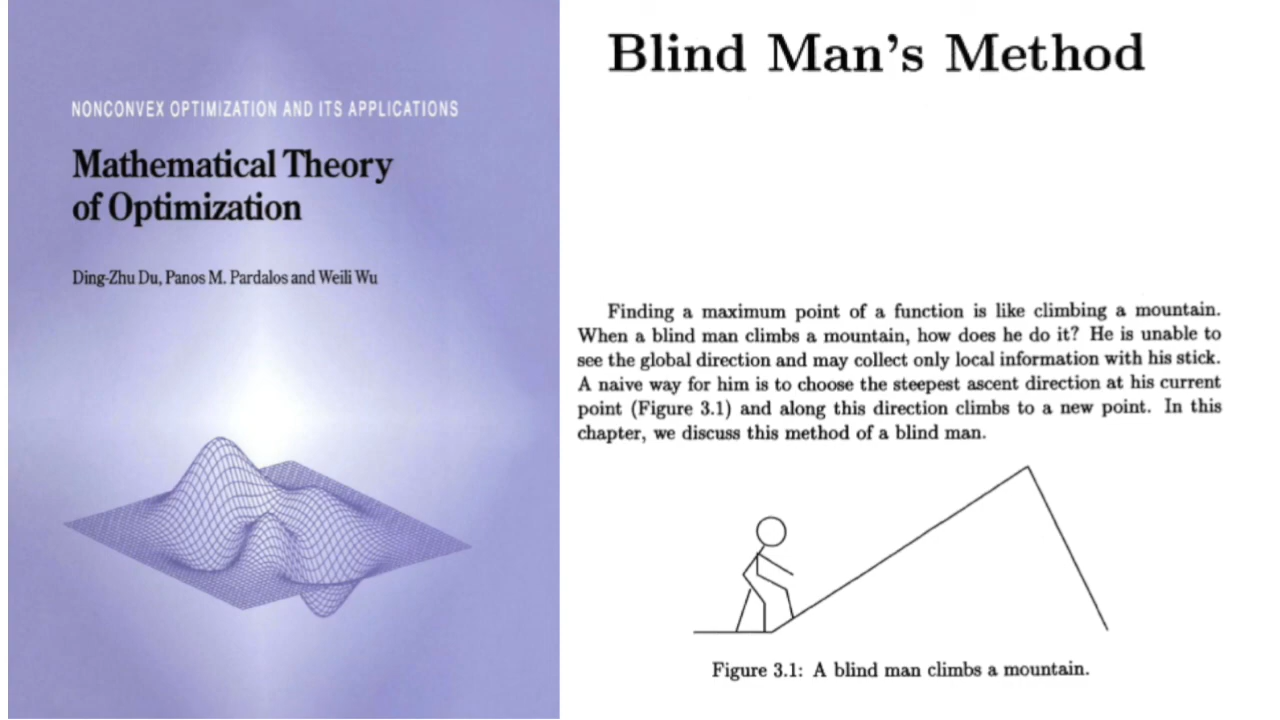 NONCONVEX OPTIMIZATION AND ITS APPLICATIONS
Mathematical Theory
of Optimization
Ding-Zhu Du, Panos M. Pardalos and Weili Wu
Blind Man's Method
Finding a maximum point of a function is like climbing a mountain.
When a blind man climbs a mountain, how does he do it? He is unable to
see the global direction and may collect only local information with his stick.
A naive way for him is to choose the steepest ascent direction at his current
point (Figure 3.1) and along this direction climbs to a new point. In this
chapter, we discuss this method of a blind man.
Figure 3.1: A blind man climbs a mountain.